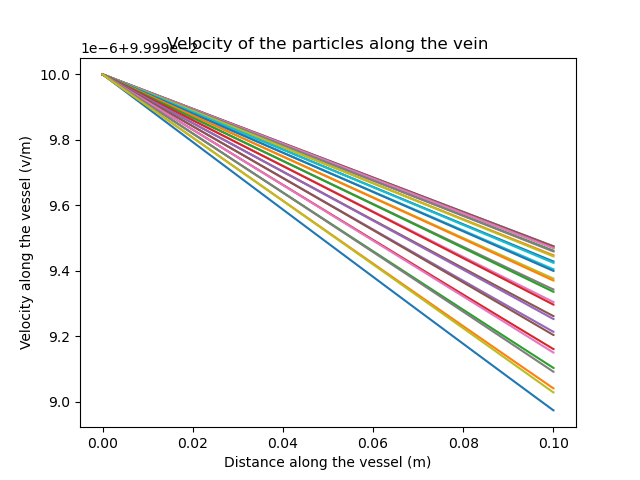 Velocity of the particles along the vein
1e−6+9.999e−2
10.0
9.8
9.6
9.4
9.2
9.0
Velocity along the vessel (v/m)
0.00 0.02 0.04 0.06 0.08 0.10
Distance along the vessel (m)